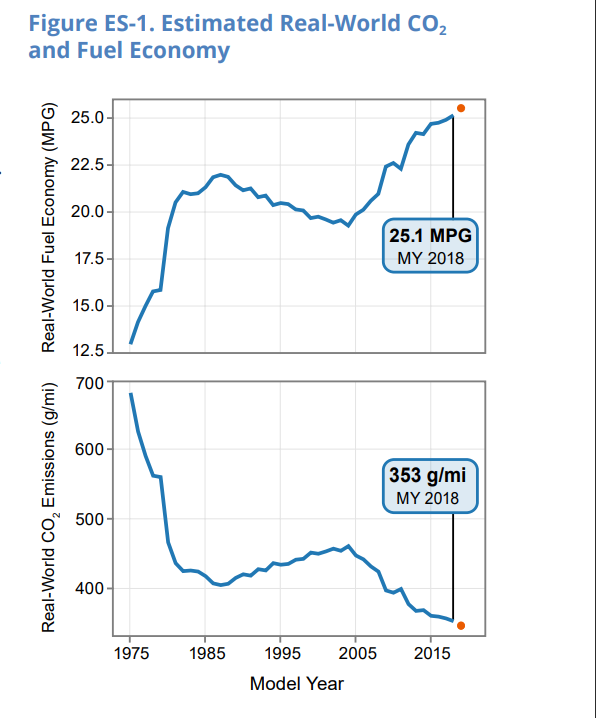 Figure ES-1. Estimated Real-World CO₂
and Fuel Economy
Real-World Fuel Economy (MPG)
25.0
22.5
20.0
17.5
15.0
12.5
25.1 MPG
MY 2018
Real-World CO₂ Emissions (g/mi)
700
600
500
400
353 g/mi
MY 2018
1975
1985
1995
2005
2015
Model Year